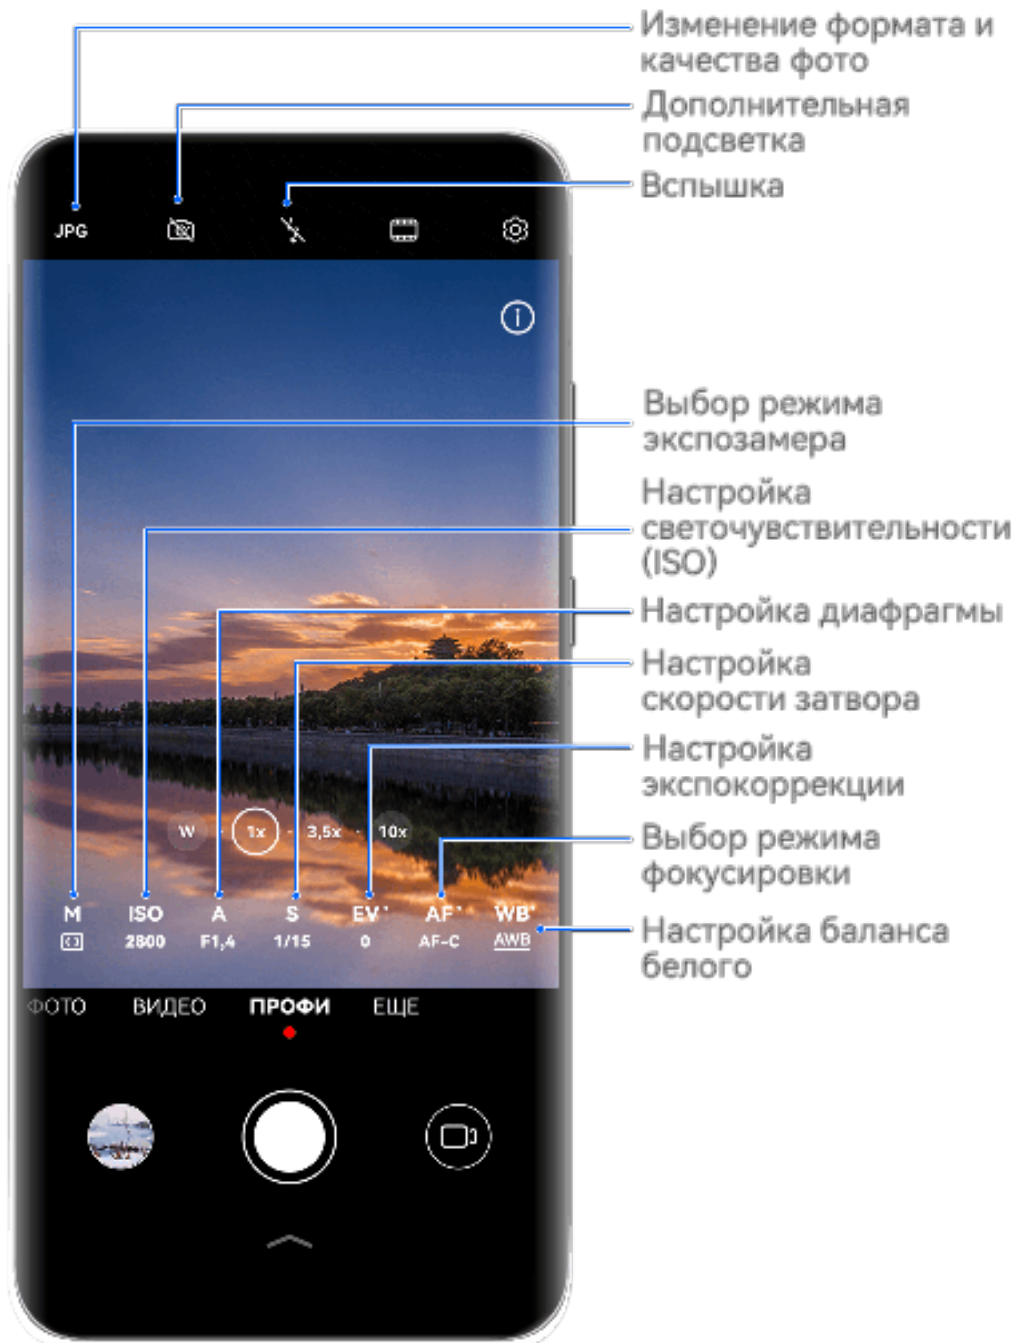 Изменение формата и
качества фото
Дополнительная
подсветка
Вспышка
JPG
Выбор режима
экспозамера
Настройка
светочувствительности
(ISO)
Настройка диафрагмы
Настройка
скорости затвора
Настройка
экспокоррекции
W 1x 3,5x 10x
Выбор режима
фокусировки
M ISO A S EV AF WB
2800 F1,4 1/15 0 AF-C AWB
Настройка баланса
белого
ФОТО ВИДЕО ПРОФИ ЕЩЕ